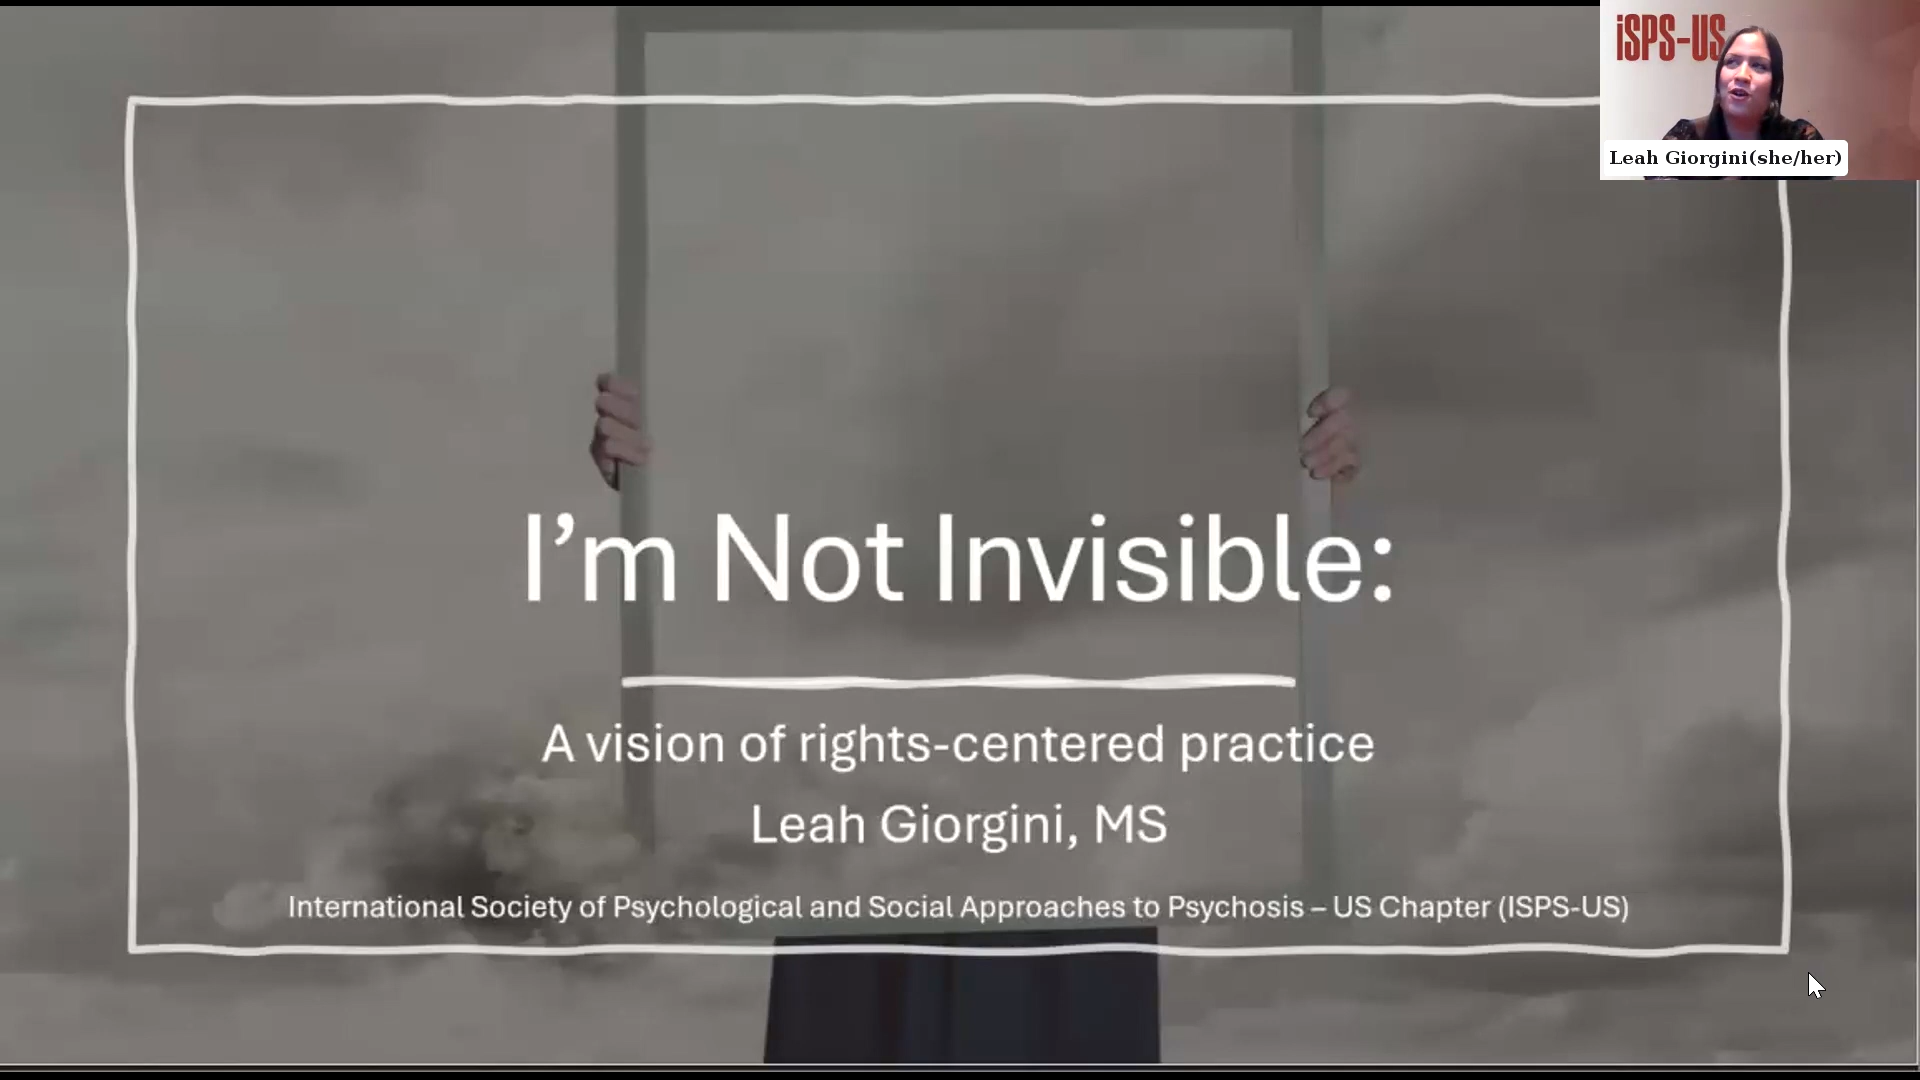 iSPS-US
Leah Giorgini(she/her)
I’m Not Invisible:
A vision of rights-centered practice
Leah Giorgini, MS
International Society of Psychological and Social Approaches to Psychosis – US Chapter (ISPS-US)